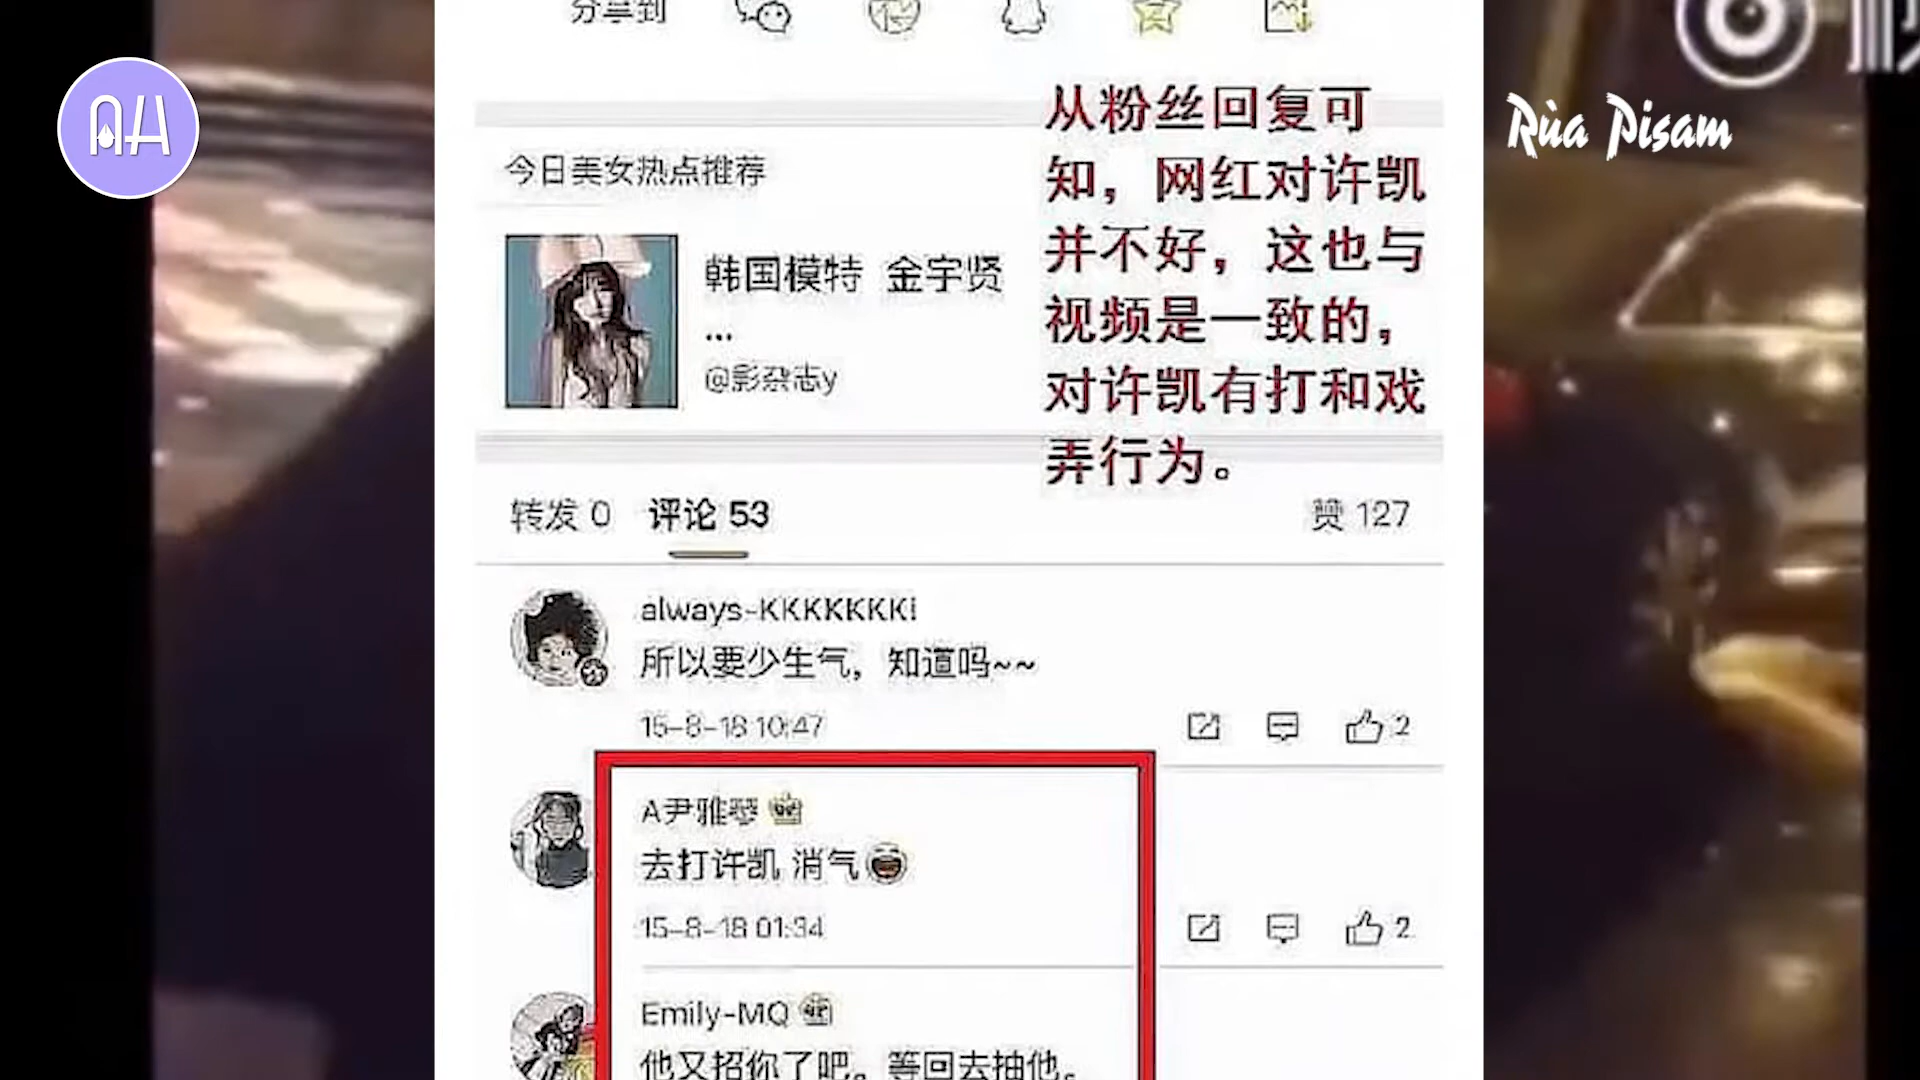 分享到
AH
Rùa Pisam
从粉丝回复可
知，网红对许凯
并不好，这也与
视频是一致的，
对许凯有打和戏
弄行为。
今日美女热点推荐
韩国模特 金宇贤
...
@影杂志y
转发 0 评论 53 赞 127
always-KKKKKKKi
所以要少生气，知道吗~~
15-8-18 10:47 2
A尹雅琴
去打许凯 消气
15-8-18 01:34 2
Emily-MQ
他又招你了吧。等回去抽他。